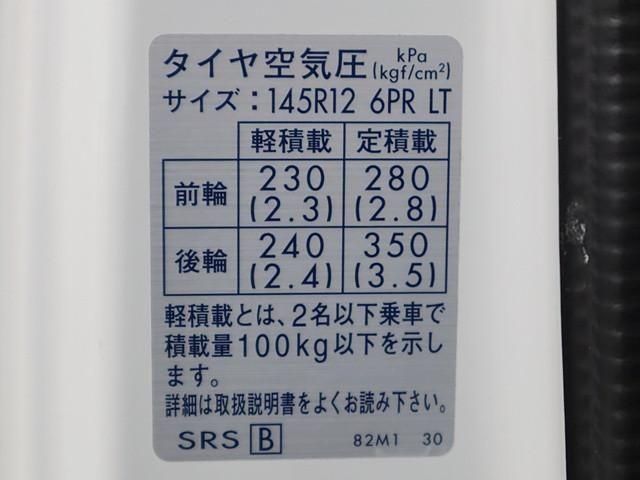 タイヤ空気圧 kPa (kgf/cm²)
サイズ：145R12 6PR LT
軽積載 定積載
前輪 230 (2.3) 280 (2.8)
後輪 240 (2.4) 350 (3.5)
軽積載とは、2名以下乗車で
積載量100kg以下を示し
ます。
詳細は取扱説明書をよくお読み下さい。
SRS B 82M1 30